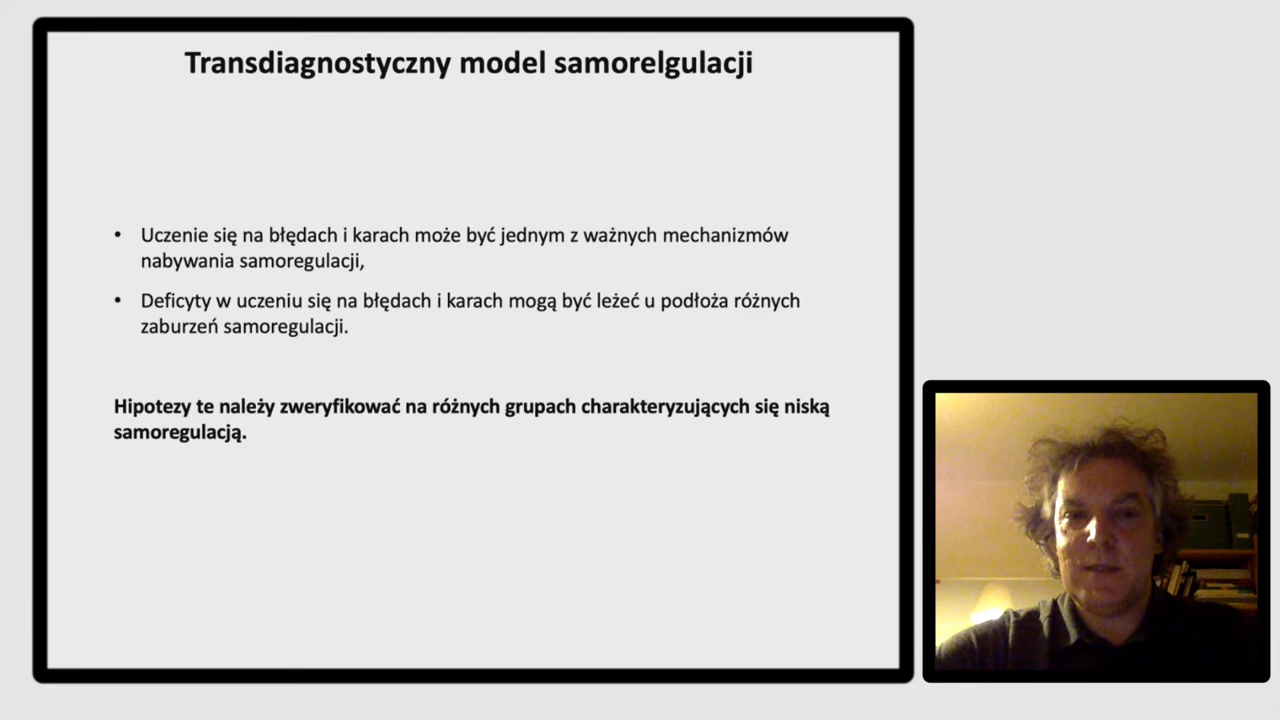 Transdiagnostyczny model samorelgulacji
• Uczenie się na błędach i karach może być jednym z ważnych mechanizmów
nabywania samoregulacji,
• Deficyty w uczeniu się na błędach i karach mogą być leżeć u podłoża różnych
zaburzeń samoregulacji.
Hipotezy te należy zweryfikować na różnych grupach charakteryzujących się niską
samoregulacją.